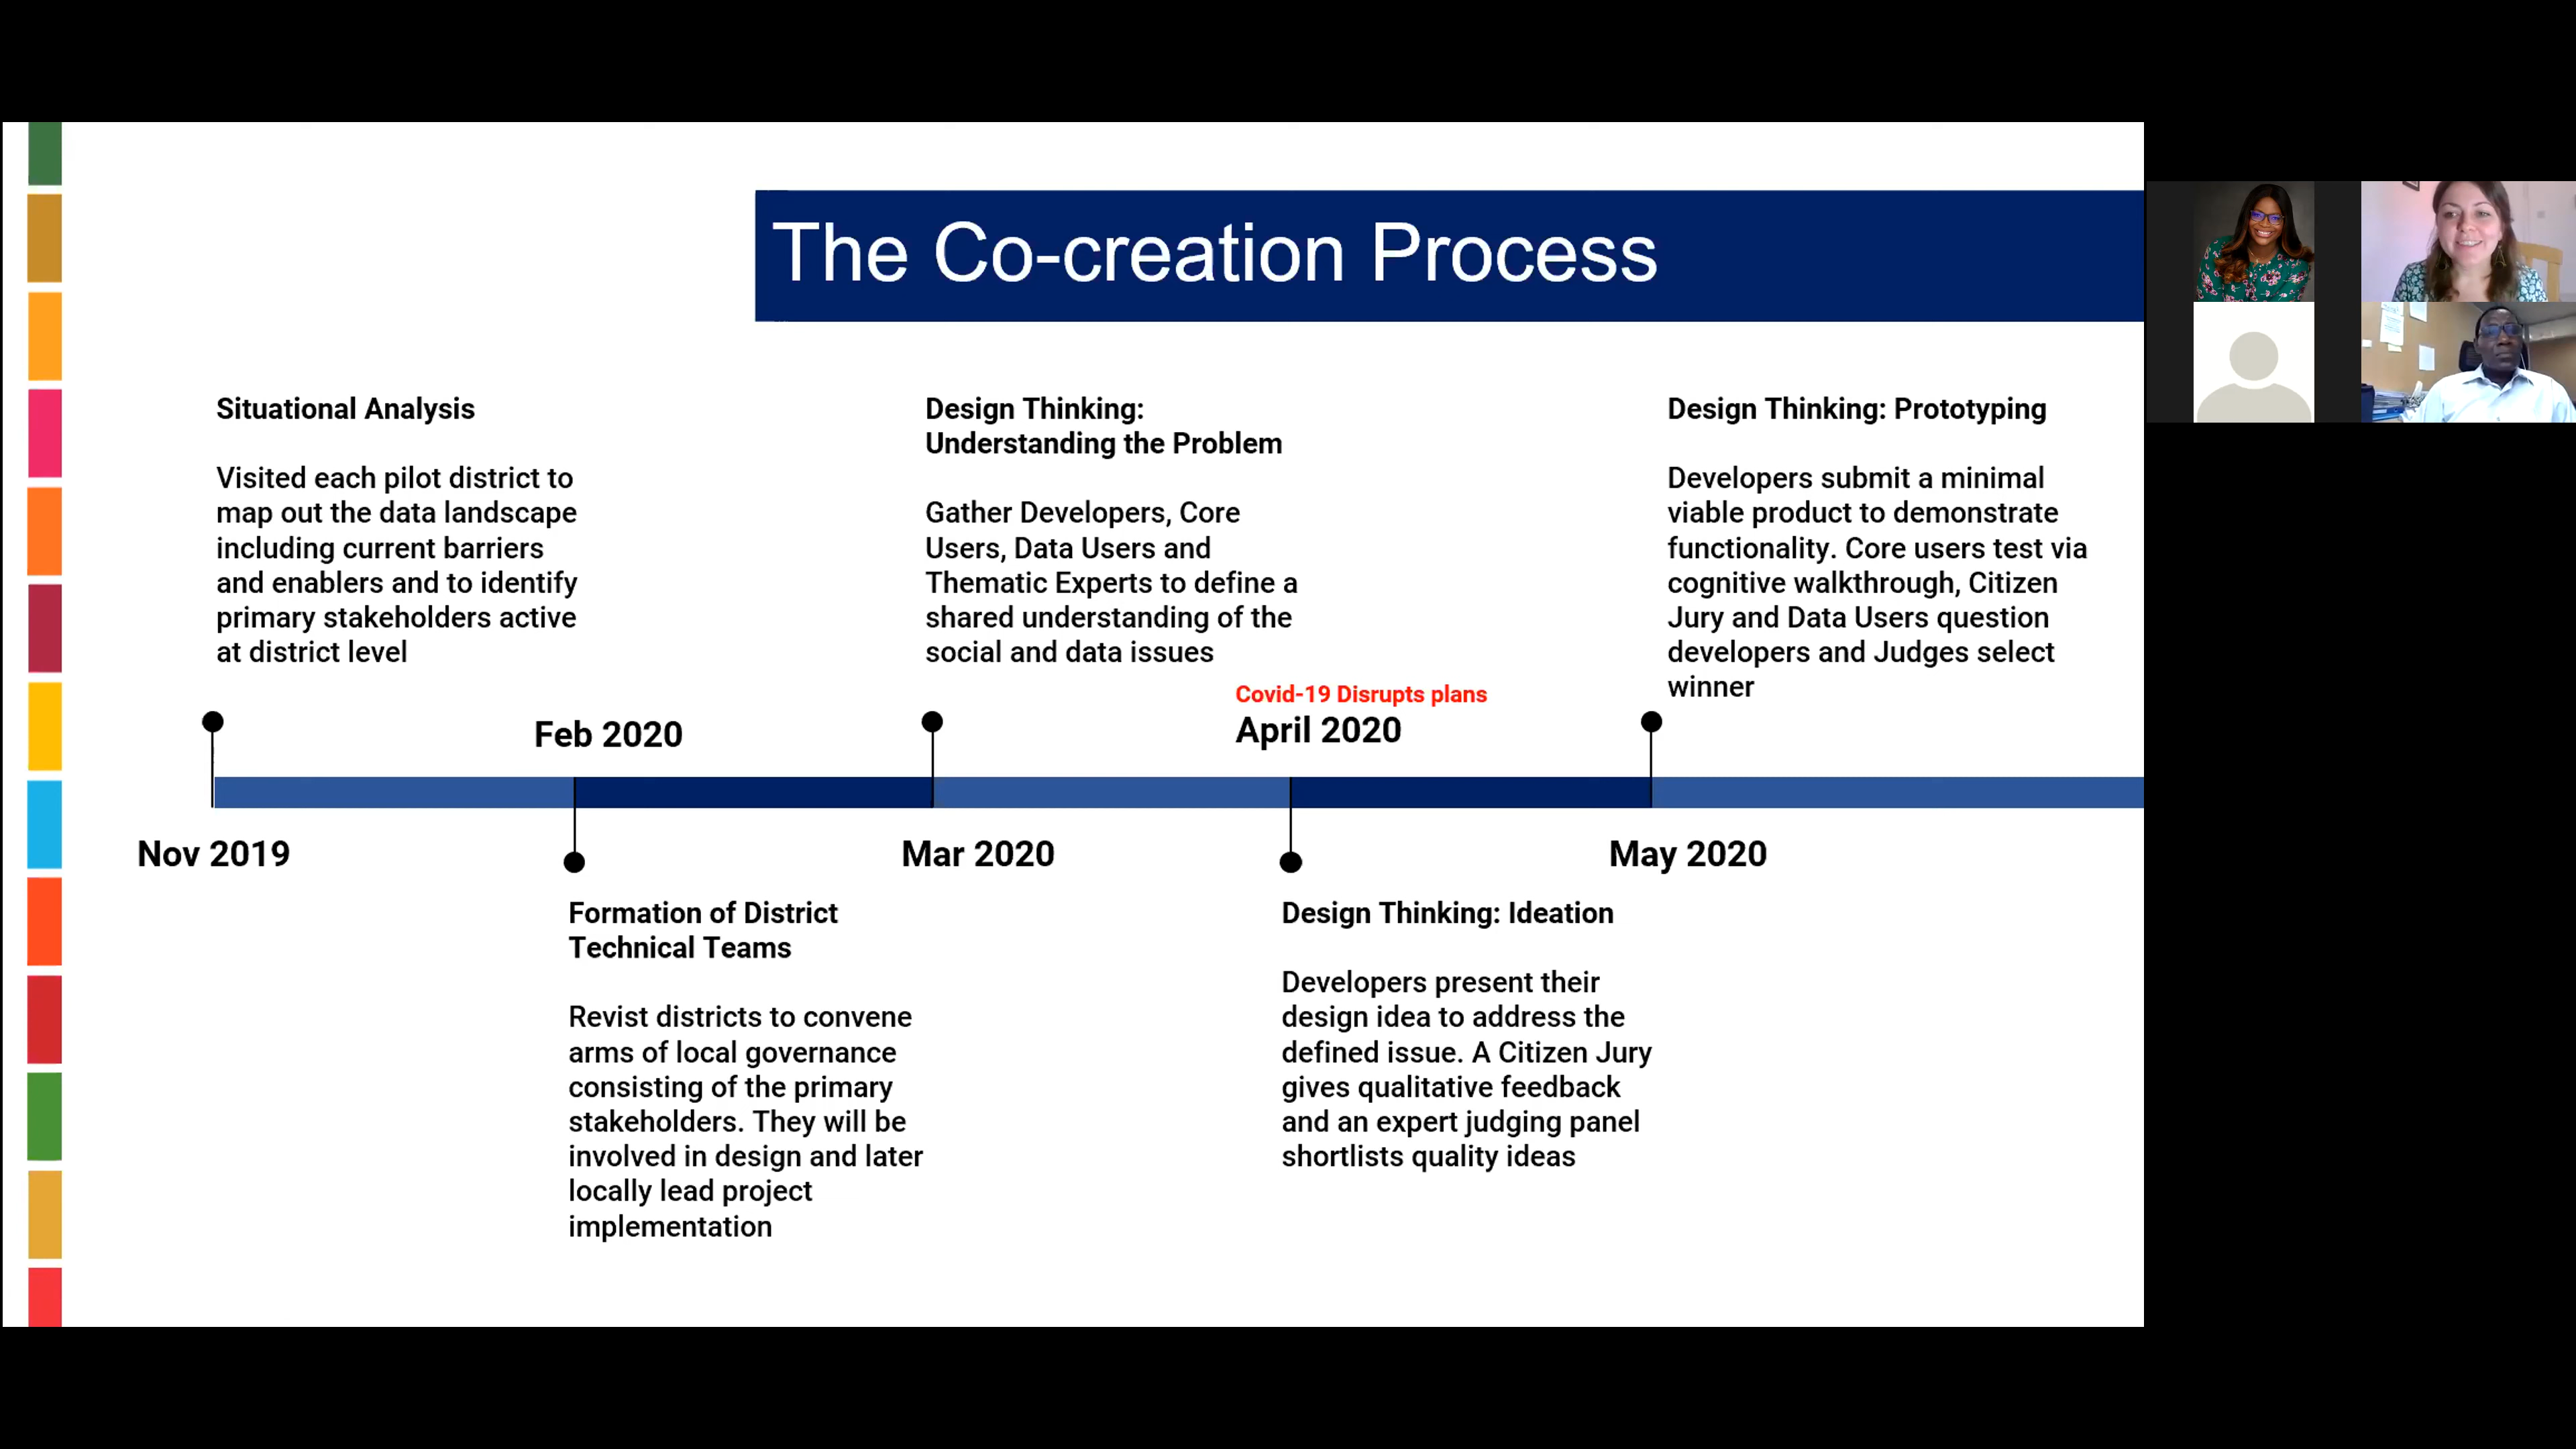 The Co-creation Process
Situational Analysis
Visited each pilot district to
map out the data landscape
including current barriers
and enablers and to identify
primary stakeholders active
at district level
Design Thinking:
Understanding the Problem
Gather Developers, Core
Users, Data Users and
Thematic Experts to define a
shared understanding of the
social and data issues
Design Thinking: Prototyping
Developers submit a minimal
viable product to demonstrate
functionality. Core users test via
cognitive walkthrough, Citizen
Jury and Data Users question
developers and Judges select
winner
Covid-19 Disrupts plans
Feb 2020
April 2020
Nov 2019
Mar 2020
May 2020
Formation of District
Technical Teams
Revist districts to convene
arms of local governance
consisting of the primary
stakeholders. They will be
involved in design and later
locally lead project
implementation
Design Thinking: Ideation
Developers present their
design idea to address the
defined issue. A Citizen Jury
gives qualitative feedback
and an expert judging panel
shortlists quality ideas